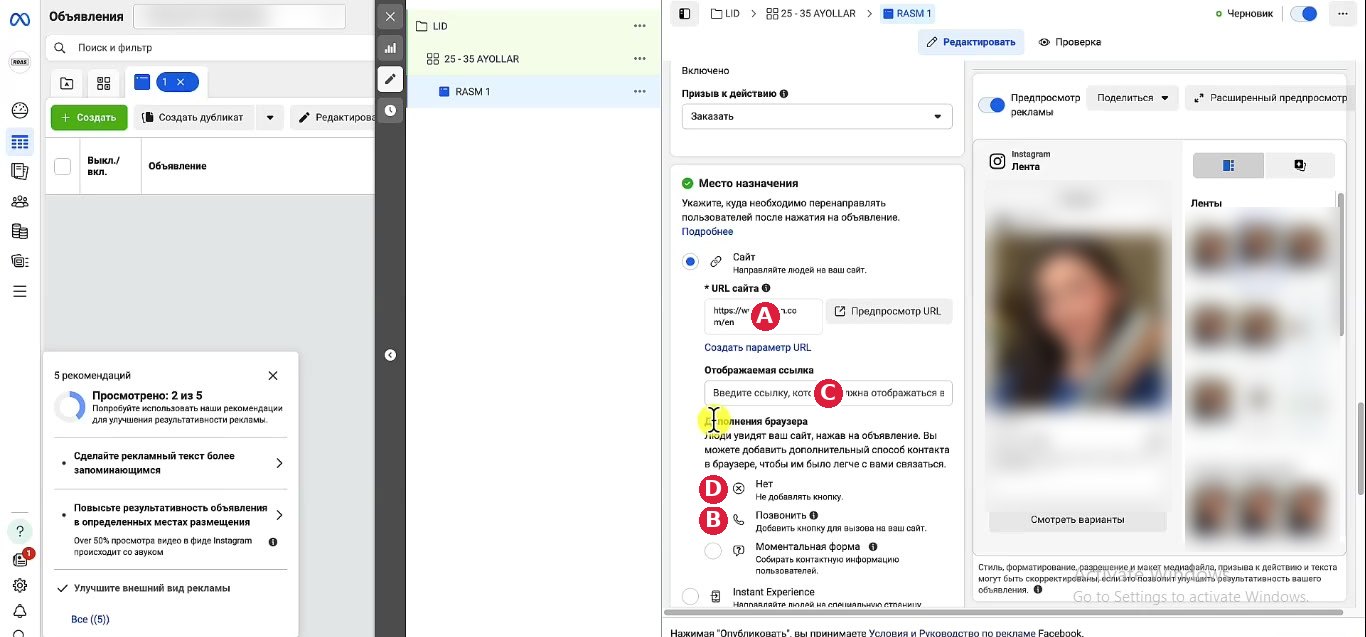 Объявления
Поиск и фильтр
1
Создать
Создать дубликат
Редактирова
Выкл./
вкл.
Объявление
5 рекомендаций
Просмотрено: 2 из 5
Попробуйте использовать наши рекомендации
для улучшения результативности рекламы.
Сделайте рекламный текст более
запоминающимся
Повысьте результативность объявления
в определенных местах размещения
Over 50% просмотра видео в фиде Instagram
происходит со звуком
Улучшите внешний вид рекламы
Все ((5))
1
LID
25 - 35 AYOLLAR
RASM 1
LID
25 - 35 AYOLLAR
RASM 1
Черновик
Редактировать
Проверка
Включено
Призыв к действию
Заказать
Место назначения
Укажите, куда необходимо перенаправлять
пользователей после нажатия на объявление.
Подробнее
Сайт
Направляйте людей на ваш сайт.
* URL сайта
A
m/en
Предпросмотр URL
Создать параметр URL
Отображаемая ссылка
Введите ссылку, C отображаться в
браузера
Люди увидят ваш сайт, нажав на объявление. Вы
можете добавить дополнительный способ контакта
в браузере, чтобы им было легче с вами связаться.
D
Нет
Не добавлять кнопку.
B
Позвонить
Добавить кнопку для вызова на ваш сайт.
Моментальная форма
Собирать контактную информацию
пользователей.
Instant Experience
Направляйте людей на специальную страницу
Предпросмотр
рекламы
Поделиться
Расширенный предпросмотр
Instagram
Лента
Ленты
Смотреть варианты
Стиль, форматирование, разрешение и макет медиафайла, призыва к действию и текста
могут быть скорректированы, если это позволит улучшить результативность вашего
объявления.
Activate Windows
Go to Settings to activate Windows.
Нажимая "Опубликовать", вы принимаете Условия и Руководство по рекламе Facebook.